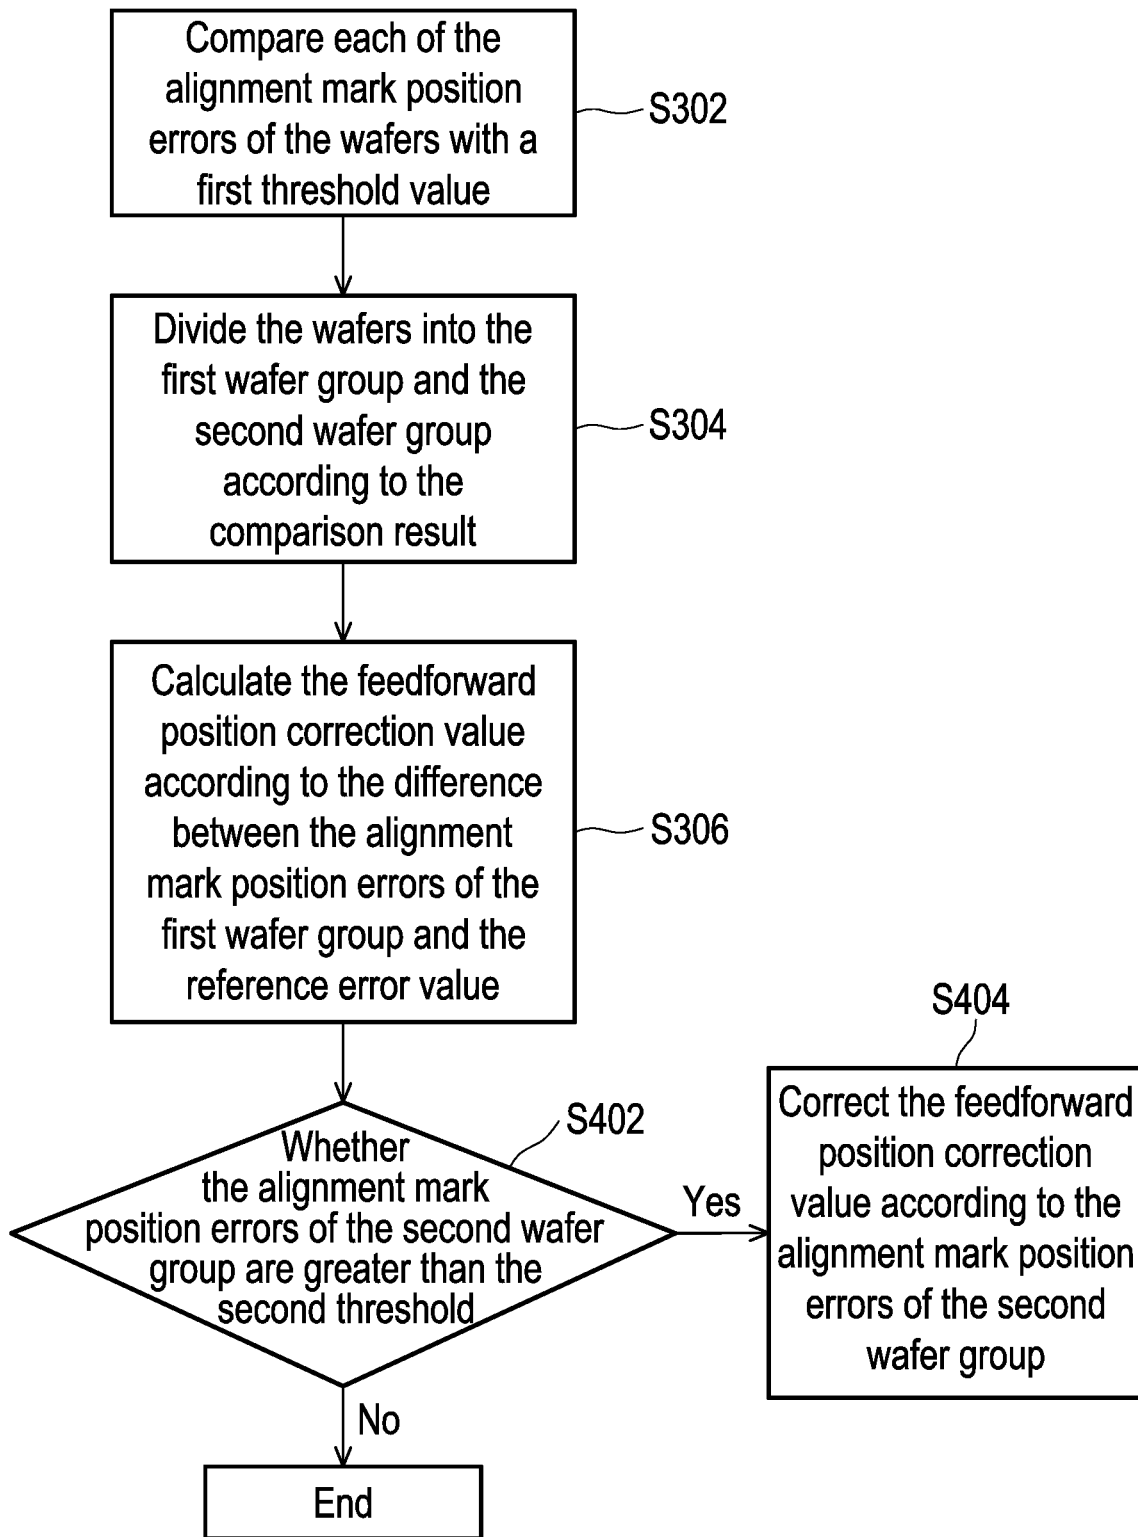 Compare each of the
alignment mark position
errors of the wafers with a
first threshold value
S302
Divide the wafers into the
first wafer group and the
second wafer group
according to the
comparison result
S304
Calculate the feedforward
position correction value
according to the difference
between the alignment
mark position errors of the
first wafer group and the
reference error value
S306
Whether
the alignment mark
position errors of the second wafer
group are greater than the
second threshold
S402
Yes
S404
Correct the feedforward
position correction
value according to the
alignment mark position
errors of the second
wafer group
No
End